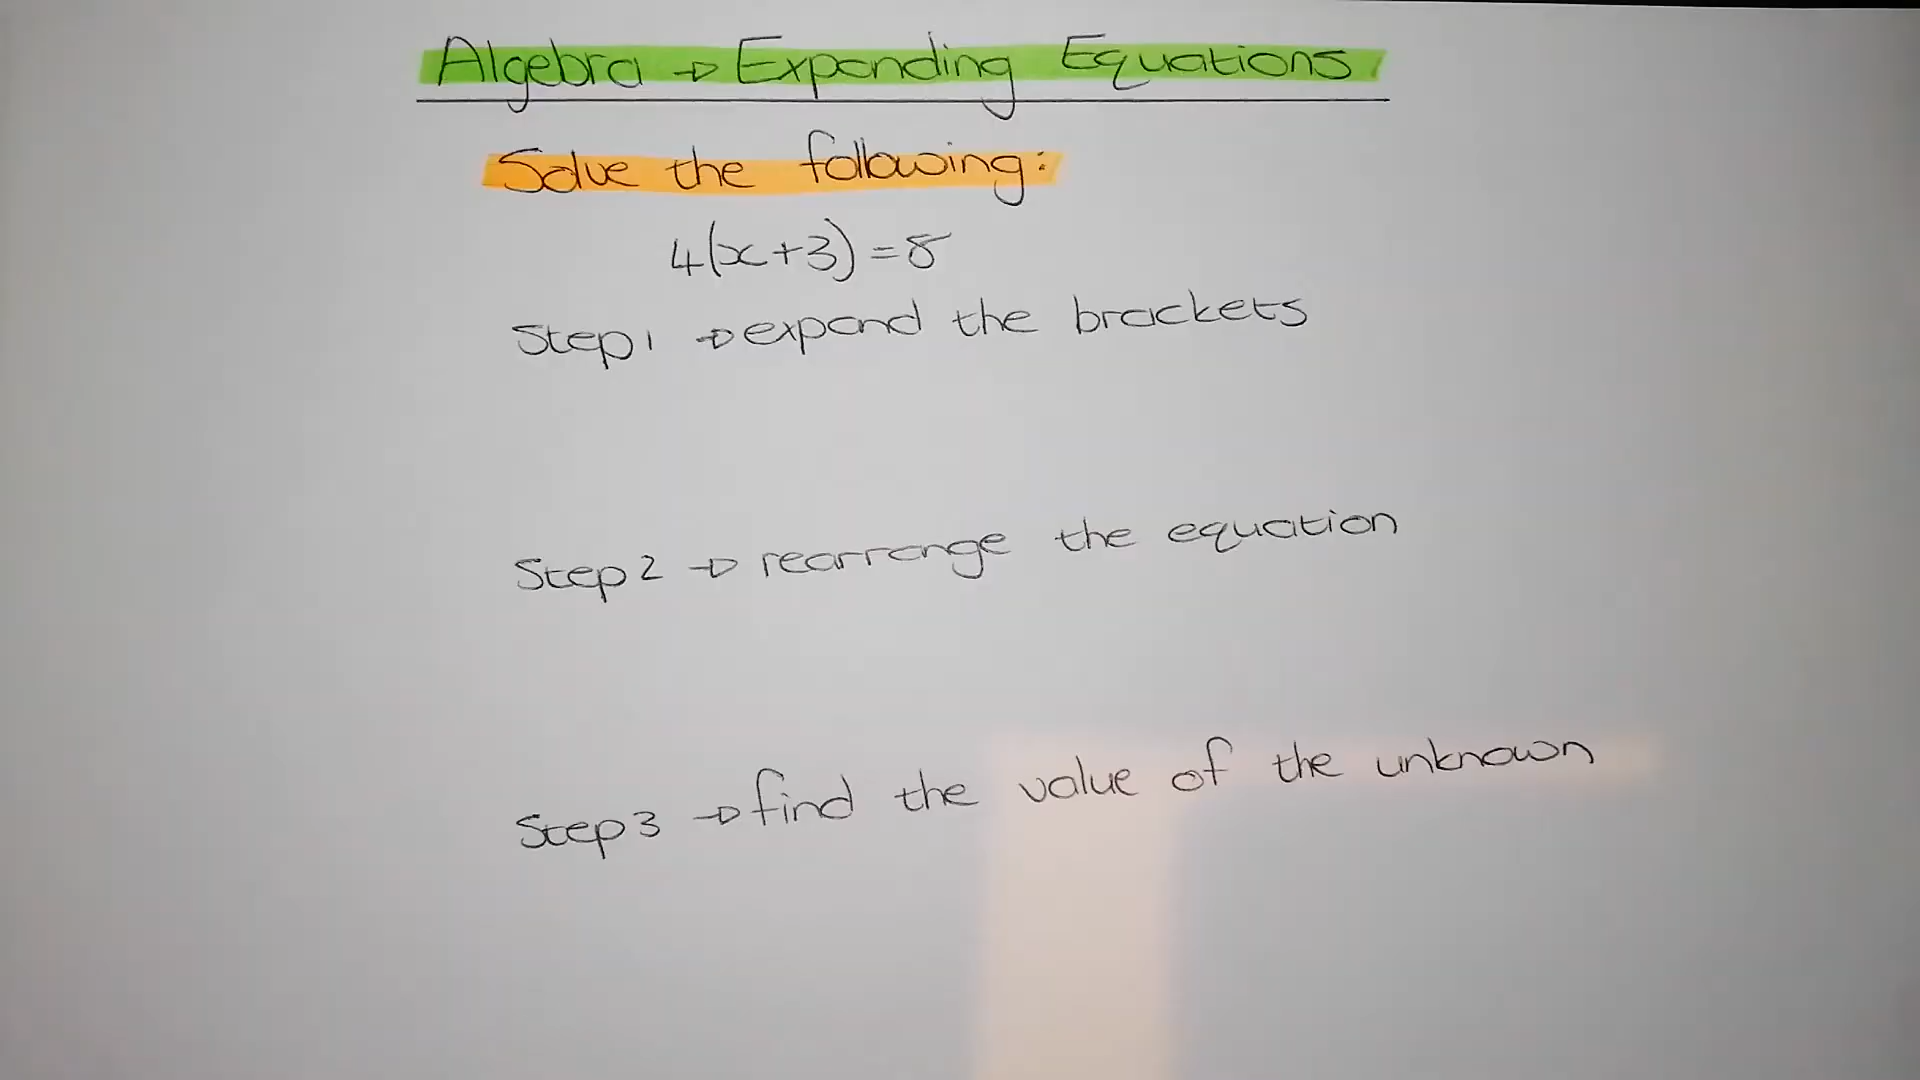 Algebra → Expanding Equations.
Solve the following:
4(x+3)=8
Step 1 → expand the brackets
Step 2 → rearrange the equation
Step 3 → find the value of the unknown